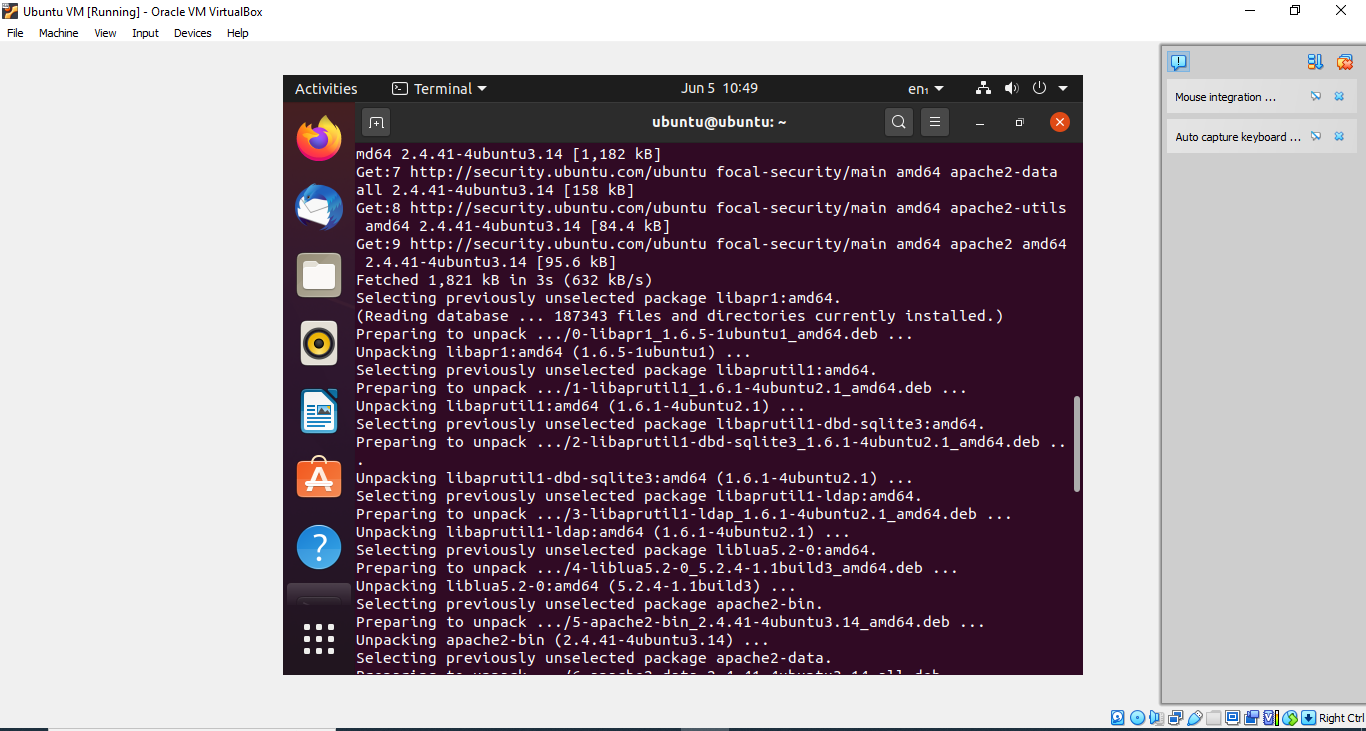 Ubuntu VM [Running] - Oracle VM VirtualBox
File Machine View Input Devices Help
Activities Terminal Jun 5 10:49 en₁
ubuntu@ubuntu: ~
md64 2.4.41-4ubuntu3.14 [1,182 kB]
Get:7 http://security.ubuntu.com/ubuntu focal-security/main amd64 apache2-data
all 2.4.41-4ubuntu3.14 [158 kB]
Get:8 http://security.ubuntu.com/ubuntu focal-security/main amd64 apache2-utils
amd64 2.4.41-4ubuntu3.14 [84.4 kB]
Get:9 http://security.ubuntu.com/ubuntu focal-security/main amd64 apache2 amd64
2.4.41-4ubuntu3.14 [95.6 kB]
Fetched 1,821 kB in 3s (632 kB/s)
Selecting previously unselected package libapr1:amd64.
(Reading database ... 187343 files and directories currently installed.)
Preparing to unpack .../0-libapr1_1.6.5-1ubuntu1_amd64.deb ...
Unpacking libapr1:amd64 (1.6.5-1ubuntu1) ...
Selecting previously unselected package libaprutil1:amd64.
Preparing to unpack .../1-libaprutil1_1.6.1-4ubuntu2.1_amd64.deb ...
Unpacking libaprutil1:amd64 (1.6.1-4ubuntu2.1) ...
Selecting previously unselected package libaprutil1-dbd-sqlite3:amd64.
Preparing to unpack .../2-libaprutil1-dbd-sqlite3_1.6.1-4ubuntu2.1_amd64.deb ..
.
Unpacking libaprutil1-dbd-sqlite3:amd64 (1.6.1-4ubuntu2.1) ...
Selecting previously unselected package libaprutil1-ldap:amd64.
Preparing to unpack .../3-libaprutil1-ldap_1.6.1-4ubuntu2.1_amd64.deb ...
Unpacking libaprutil1-ldap:amd64 (1.6.1-4ubuntu2.1) ...
Selecting previously unselected package liblua5.2-0:amd64.
Preparing to unpack .../4-liblua5.2-0_5.2.4-1.1build3_amd64.deb ...
Unpacking liblua5.2-0:amd64 (5.2.4-1.1build3) ...
Selecting previously unselected package apache2-bin.
Preparing to unpack .../5-apache2-bin_2.4.41-4ubuntu3.14_amd64.deb ...
Unpacking apache2-bin (2.4.41-4ubuntu3.14) ...
Selecting previously unselected package apache2-data.
Preparing to unpack .../6-apache2-data_2.4.41-4ubuntu3.14_all.deb
Mouse integration ...
Auto capture keyboard ...
Right Ctrl